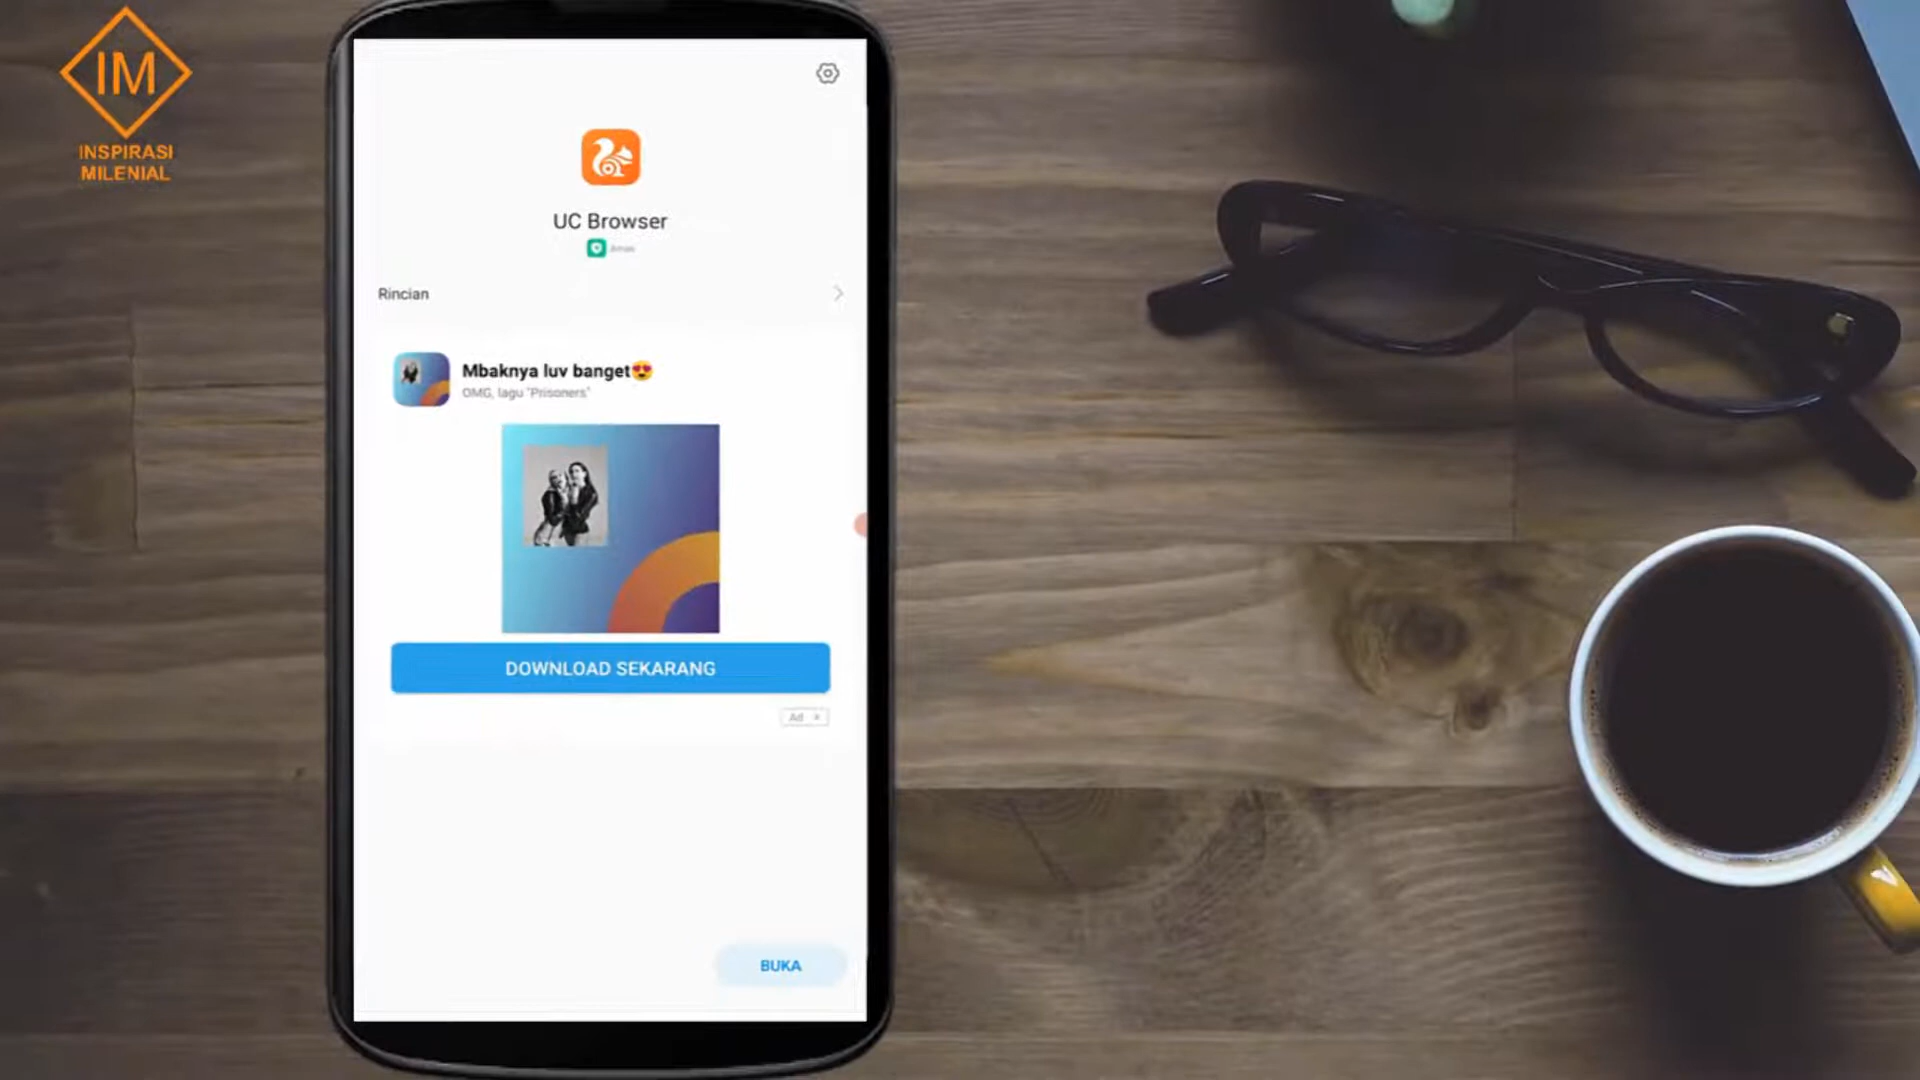 IM
INSPIRASI
MILENIAL
UC Browser
Aman
Rincian
Mbaknya luv banget😍
OMG, lagu "Prisoners"
DOWNLOAD SEKARANG
Ad ×
BUKA